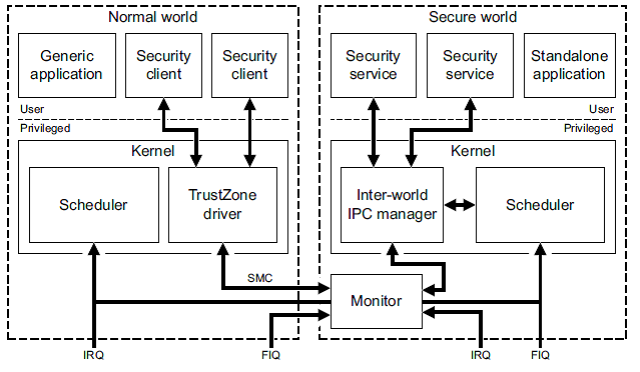 Normal world
Secure world
Generic
application
Security
client
Security
client
Security
service
Security
service
Standalone
application
User
Privileged
User
Privileged
Kernel
Kernel
Scheduler
TrustZone
driver
Inter-world
IPC manager
Scheduler
SMC
Monitor
IRQ
FIQ
IRQ
FIQ